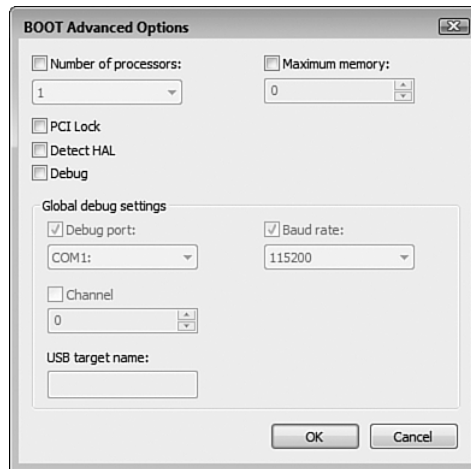 BOOT Advanced Options
Number of processors:
Maximum memory:
1
0
PCI Lock
Detect HAL
Debug
Global debug settings
Debug port:
Baud rate:
COM1:
115200
Channel
0
USB target name:
OK
Cancel